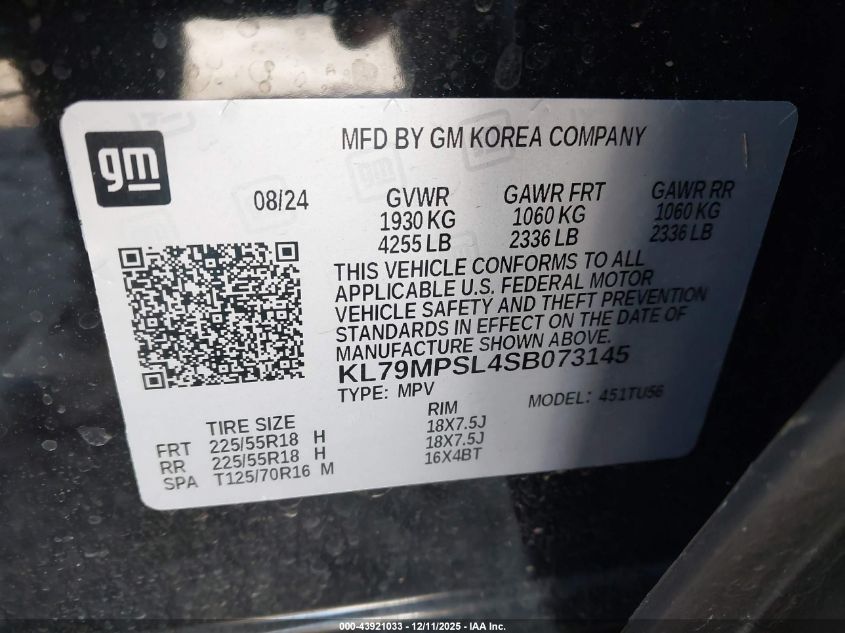 gm
MFD BY GM KOREA COMPANY
08/24 GVWR GAWR FRT GAWR RR
1930 KG 1060 KG 1060 KG
4255 LB 2336 LB 2336 LB
THIS VEHICLE CONFORMS TO ALL
APPLICABLE U.S. FEDERAL MOTOR
VEHICLE SAFETY AND THEFT PREVENTION
STANDARDS IN EFFECT ON THE DATE OF
MANUFACTURE SHOWN ABOVE.
KL79MPSL4SB073145
TYPE: MPV MODEL: 451TU56
TIRE SIZE RIM
FRT 225/55R18 H 18X7.5J
RR 225/55R18 H 18X7.5J
SPA T125/70R16 M 16X4BT
000-43921033 - 12/11/2025 - IAA Inc.